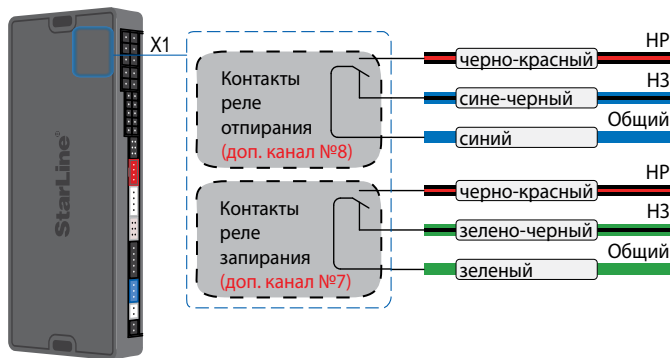 X1
Контакты
реле
отпирания
(доп. канал №8)
черно-красный
НР
сине-черный
НЗ
синий
Общий
Контакты
реле
запирания
(доп. канал №7)
черно-красный
НР
зелено-черный
НЗ
зеленый
Общий
StarLine®